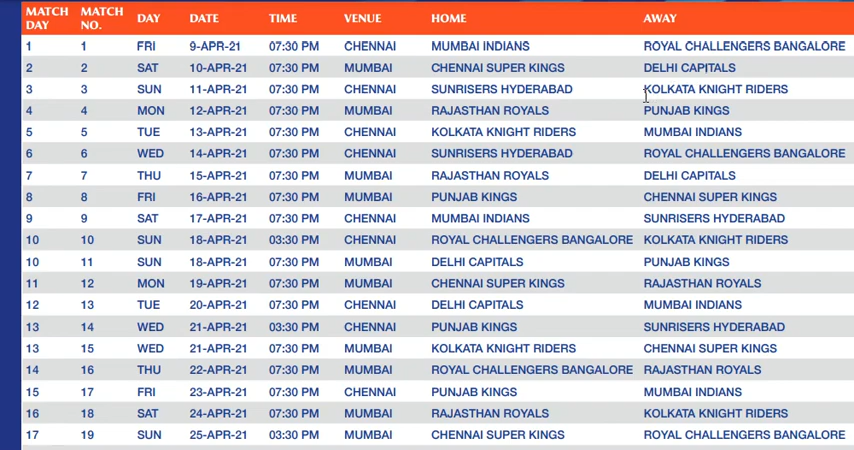 MATCH DAY MATCH NO. DAY DATE TIME VENUE HOME AWAY
1 1 FRI 9-APR-21 07:30 PM CHENNAI MUMBAI INDIANS ROYAL CHALLENGERS BANGALORE
2 2 SAT 10-APR-21 07:30 PM MUMBAI CHENNAI SUPER KINGS DELHI CAPITALS
3 3 SUN 11-APR-21 07:30 PM CHENNAI SUNRISERS HYDERABAD KOLKATA KNIGHT RIDERS
4 4 MON 12-APR-21 07:30 PM MUMBAI RAJASTHAN ROYALS PUNJAB KINGS
5 5 TUE 13-APR-21 07:30 PM CHENNAI KOLKATA KNIGHT RIDERS MUMBAI INDIANS
6 6 WED 14-APR-21 07:30 PM CHENNAI SUNRISERS HYDERABAD ROYAL CHALLENGERS BANGALORE
7 7 THU 15-APR-21 07:30 PM MUMBAI RAJASTHAN ROYALS DELHI CAPITALS
8 8 FRI 16-APR-21 07:30 PM MUMBAI PUNJAB KINGS CHENNAI SUPER KINGS
9 9 SAT 17-APR-21 07:30 PM CHENNAI MUMBAI INDIANS SUNRISERS HYDERABAD
10 10 SUN 18-APR-21 03:30 PM CHENNAI ROYAL CHALLENGERS BANGALORE KOLKATA KNIGHT RIDERS
10 11 SUN 18-APR-21 07:30 PM MUMBAI DELHI CAPITALS PUNJAB KINGS
11 12 MON 19-APR-21 07:30 PM MUMBAI CHENNAI SUPER KINGS RAJASTHAN ROYALS
12 13 TUE 20-APR-21 07:30 PM CHENNAI DELHI CAPITALS MUMBAI INDIANS
13 14 WED 21-APR-21 03:30 PM CHENNAI PUNJAB KINGS SUNRISERS HYDERABAD
13 15 WED 21-APR-21 07:30 PM MUMBAI KOLKATA KNIGHT RIDERS CHENNAI SUPER KINGS
14 16 THU 22-APR-21 07:30 PM MUMBAI ROYAL CHALLENGERS BANGALORE RAJASTHAN ROYALS
15 17 FRI 23-APR-21 07:30 PM CHENNAI PUNJAB KINGS MUMBAI INDIANS
16 18 SAT 24-APR-21 07:30 PM MUMBAI RAJASTHAN ROYALS KOLKATA KNIGHT RIDERS
17 19 SUN 25-APR-21 03:30 PM MUMBAI CHENNAI SUPER KINGS ROYAL CHALLENGERS BANGALORE